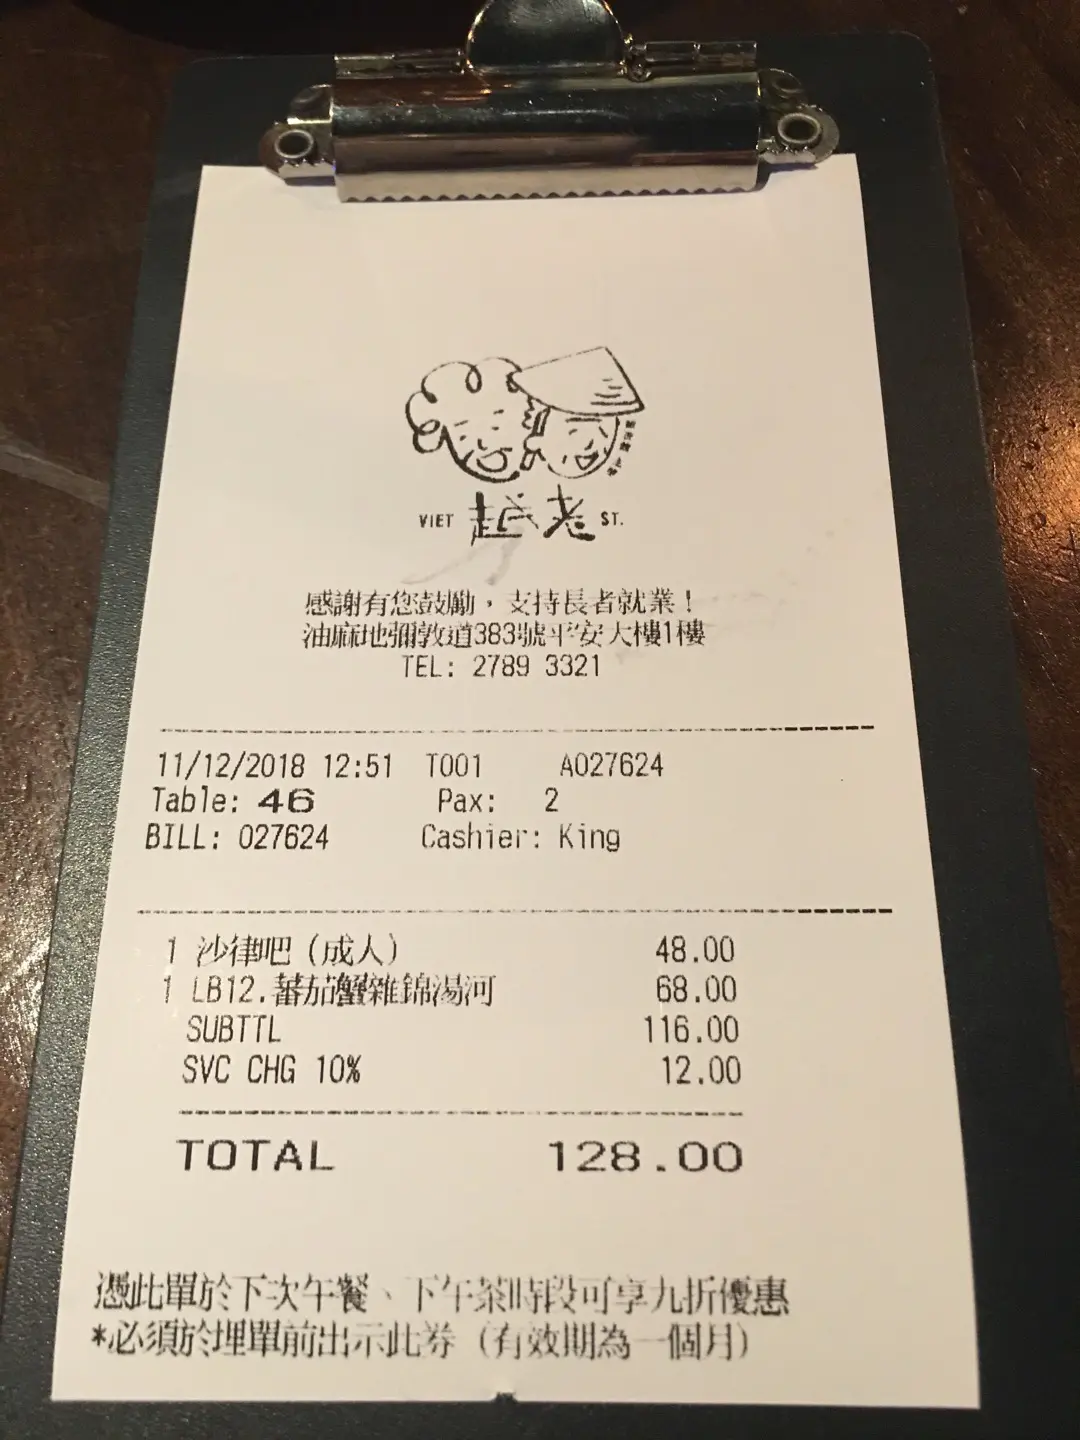 VIET 越老 ST.
感謝有您鼓勵，支持長者就業！
油麻地彌敦道383號平安大樓1樓
TEL: 2789 3321
11/12/2018 12:51 T001 A027624
Table: 46 Pax: 2
BILL: 027624 Cashier: King
1 沙律吧（成人） 48.00
1 LB12.蕃茄蟹雜錦湯河 68.00
SUBTTL 116.00
SVC CHG 10% 12.00
TOTAL 128.00
憑此單於下次午餐、下午茶時段可享九折優惠
*必須於埋單前出示此券（有效期為一個月）